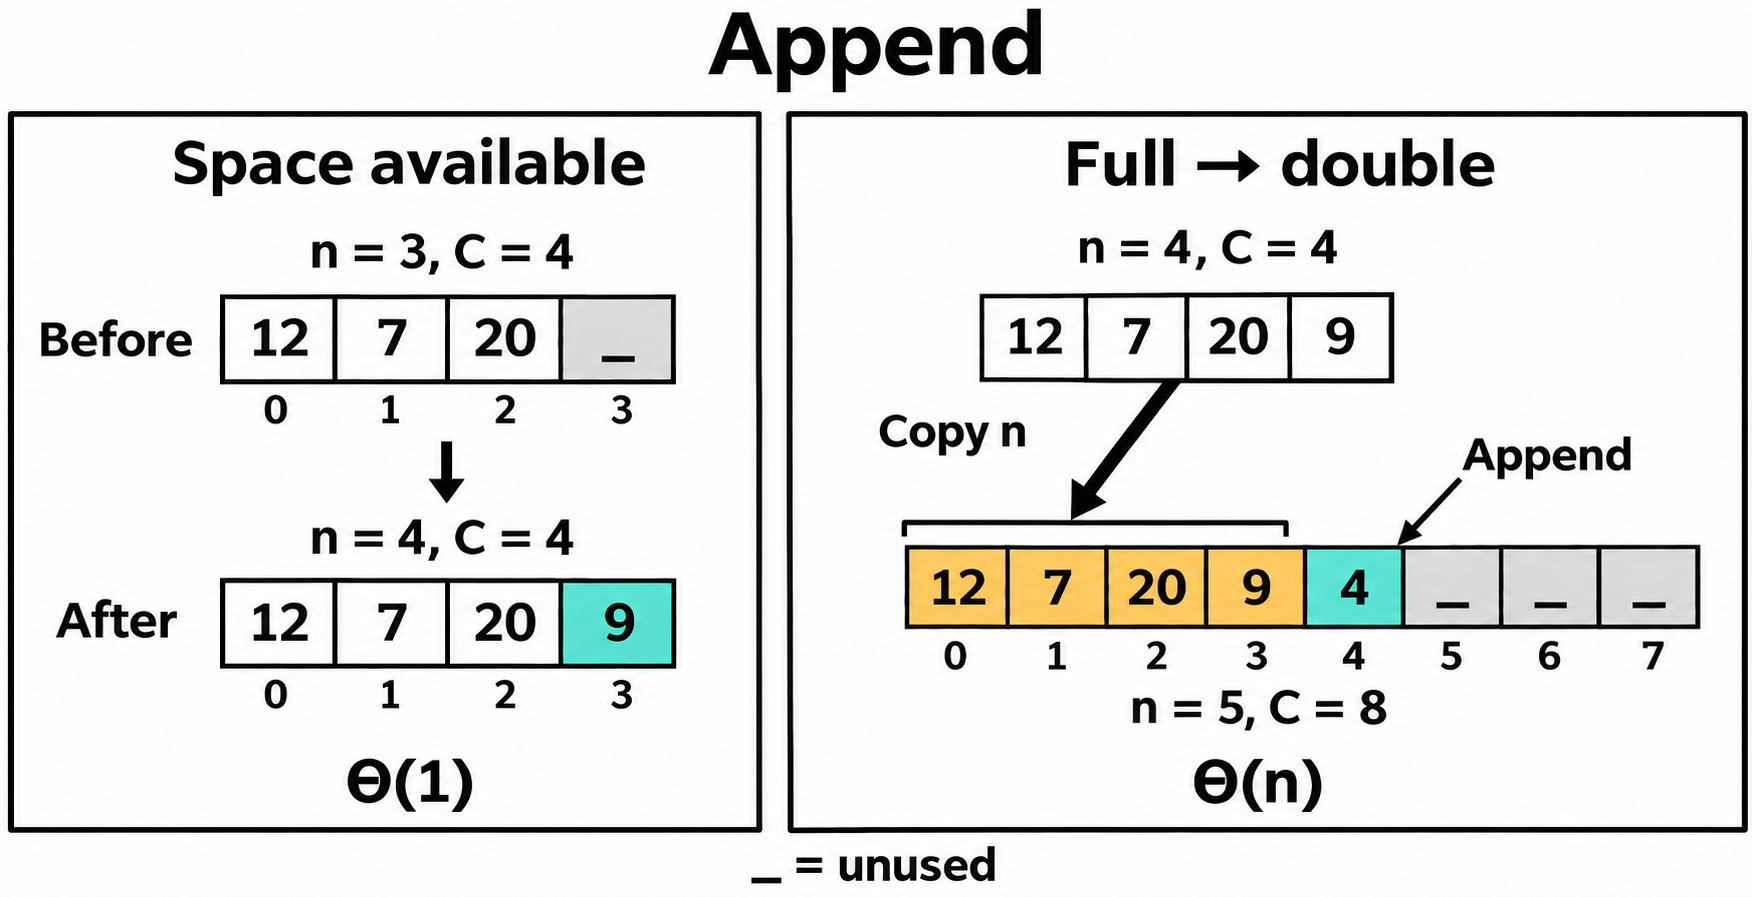 Append
Space available
n = 3, C = 4
Before 12 7 20 _
0 1 2 3
n = 4, C = 4
After 12 7 20 9
0 1 2 3
Θ(1)
Full → double
n = 4, C = 4
12 7 20 9
Copy n
Append
12 7 20 9 4 _ _ _
0 1 2 3 4 5 6 7
n = 5, C = 8
Θ(n)
_ = unused